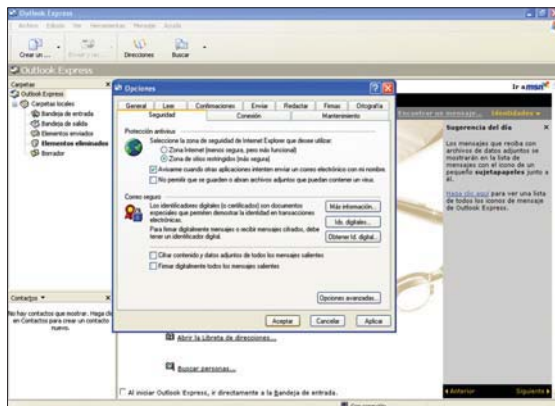 Outlook Express
Archivo Edición Ver Herramientas Mensaje Ayuda
Crear un ...
Direcciones
Buscar
Outlook Express
Carpetas
Outlook Express
Carpetas locales
Bandeja de entrada
Bandeja de salida
Elementos enviados
Elementos eliminados
Borrador
Contactos
No hay contactos que mostrar. Haga clic
en Contactos para crear un contacto
nuevo.
Opciones
General Leer Confirmaciones Enviar Redactar Firmas Ortografía
Seguridad Conexión Mantenimiento
Protección antivirus
Seleccione la zona de seguridad de Internet Explorer que desee utilizar:
Zona Internet (menos segura, pero más funcional)
Zona de sitios restringidos (más segura)
Avisarme cuando otras aplicaciones intenten enviar un correo electrónico con mi nombre.
No permitir que se guarden o abran archivos adjuntos que puedan contener un virus.
Correo seguro
Los identificadores digitales (o certificados) son documentos
especiales que permiten demostrar la identidad en transacciones
electrónicas.
Para firmar digitalmente mensajes o recibir mensajes cifrados, debe
tener un identificador digital.
Más información...
Ids. digitales...
Obtener Id. digital...
Cifrar contenido y datos adjuntos de todos los mensajes salientes
Firmar digitalmente todos los mensajes salientes
Opciones avanzadas...
Aceptar Cancelar Aplicar
Abrir la Libreta de direcciones...
Buscar personas...
Al iniciar Outlook Express, ir directamente a la Bandeja de entrada.
Ir a msn
Encontrar un mensaje... Identidades
Sugerencia del día
Los mensajes que reciba con
archivos de datos adjuntos se
mostrarán en la lista de
mensajes con el icono de un
pequeño sujetapapeles junto a
él.
Haga clic aquí para ver una lista
de todos los iconos de mensaje
de Outlook Express.
Anterior Siguiente